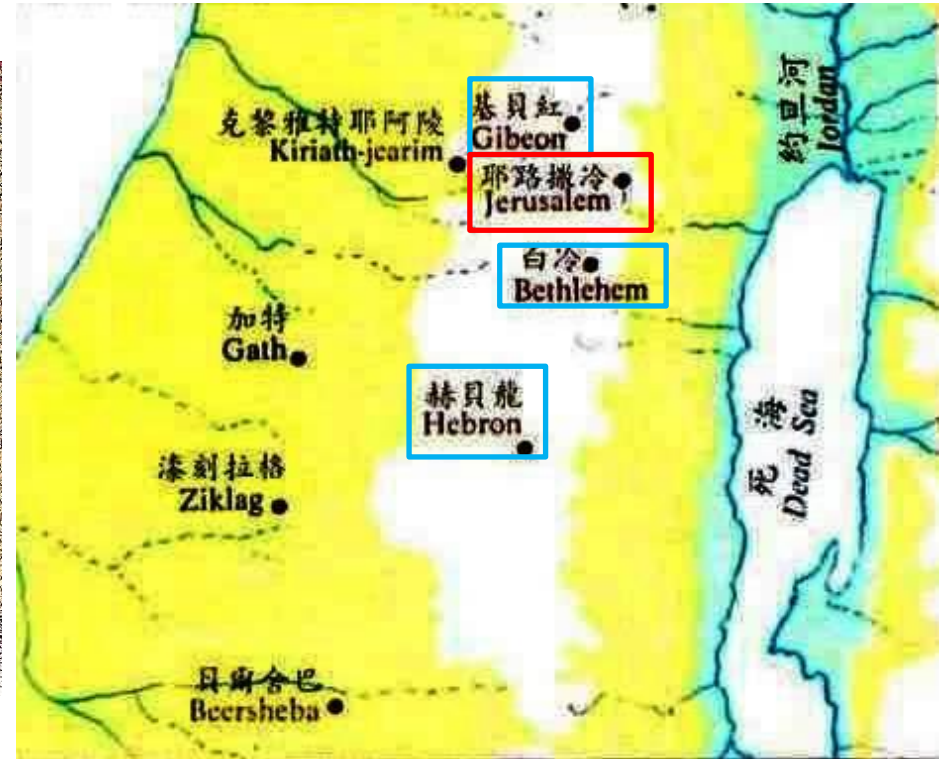 基貝紅
Gibeon
克黎雅特耶阿陵
Kiriath-jearim
耶路撒冷
Jerusalem
約旦河
Jordan
白冷
Bethlehem
加特
Gath
赫貝龍
Hebron
漆刻拉格
Ziklag
死海
Dead Sea
貝爾舍巴
Beersheba